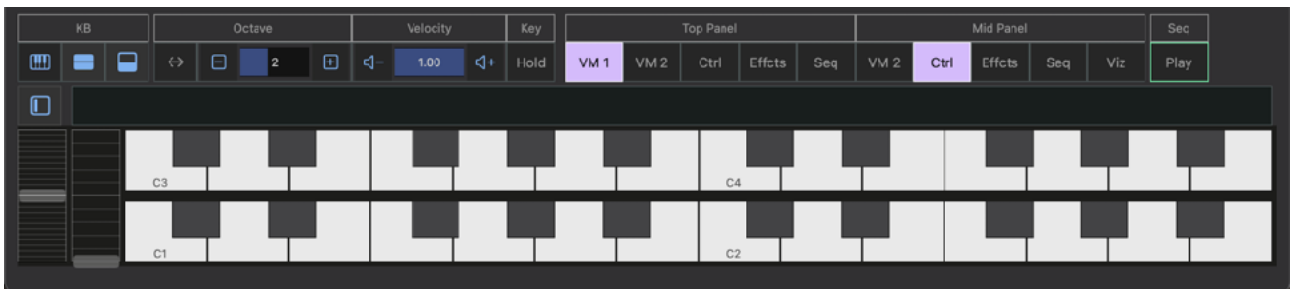 KB Octave Velocity Key Top Panel Mid Panel Sec
2 1.00 Hold VM 1 VM 2 Ctrl Effcts Seq VM 2 Ctrl Effcts Seq Viz Play
C3 C4
C1 C2